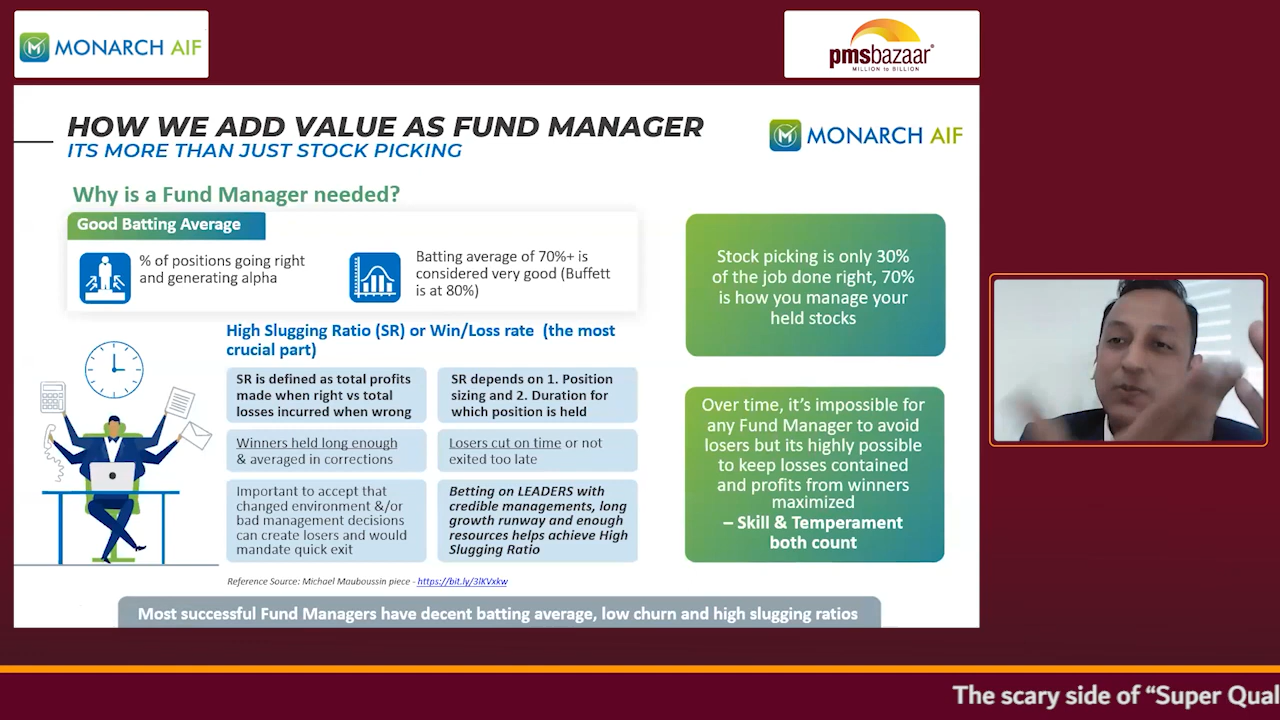 MONARCH AIF
pmsbazaar
MILLION to BILLION
HOW WE ADD VALUE AS FUND MANAGER
ITS MORE THAN JUST STOCK PICKING
MONARCH AIF
Why is a Fund Manager needed?
Good Batting Average
% of positions going right
and generating alpha
Batting average of 70%+ is
considered very good (Buffett
is at 80%)
High Slugging Ratio (SR) or Win/Loss rate (the most
crucial part)
SR is defined as total profits
made when right vs total
losses incurred when wrong
SR depends on 1. Position
sizing and 2. Duration for
which position is held
Winners held long enough
& averaged in corrections
Losers cut on time or not
exited too late
Important to accept that
changed environment &/or
bad management decisions
can create losers and would
mandate quick exit
Betting on LEADERS with
credible managements, long
growth runway and enough
resources helps achieve High
Slugging Ratio
Reference Source: Michael Mauboussin piece - https://bit.ly/3lKVxkw
Stock picking is only 30%
of the job done right, 70%
is how you manage your
held stocks
Over time, it's impossible for
any Fund Manager to avoid
losers but its highly possible
to keep losses contained
and profits from winners
maximized
– Skill & Temperament
both count
Most successful Fund Managers have decent batting average, low churn and high slugging ratios
The scary side of “Super Qual